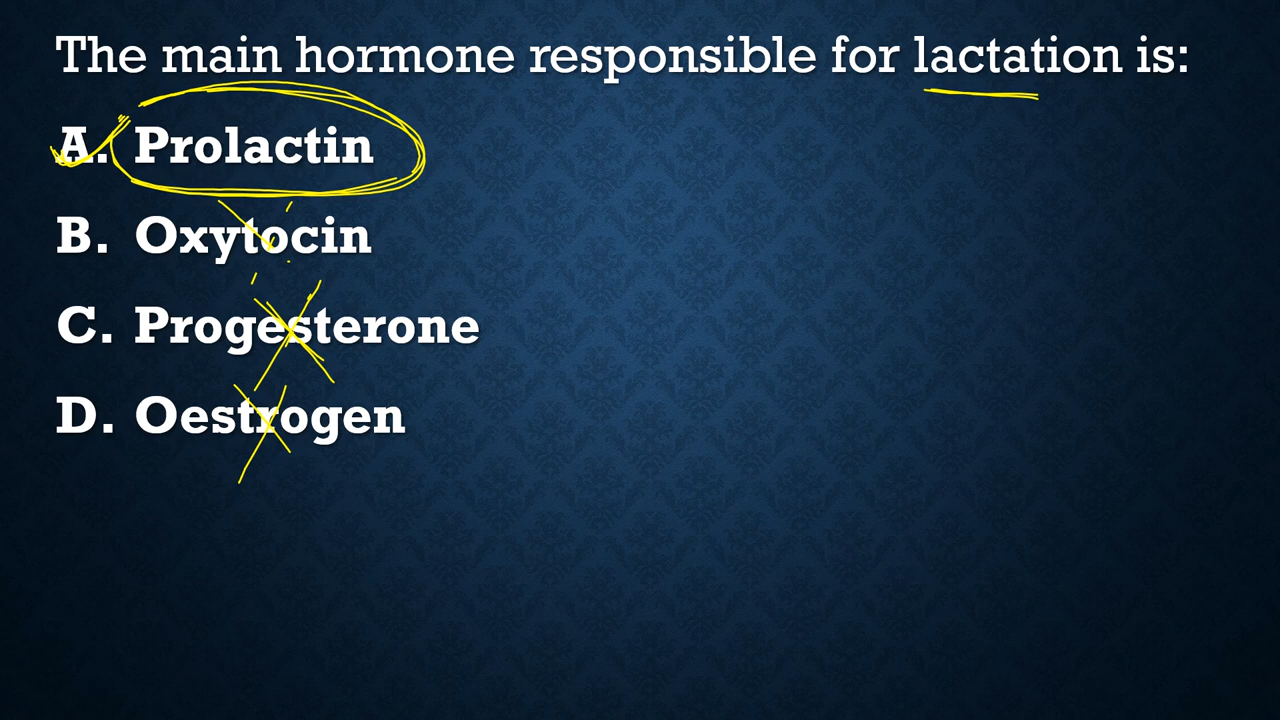 The main hormone responsible for lactation is:
A. Prolactin
B. Oxytocin
C. Progesterone
D. Oestrogen